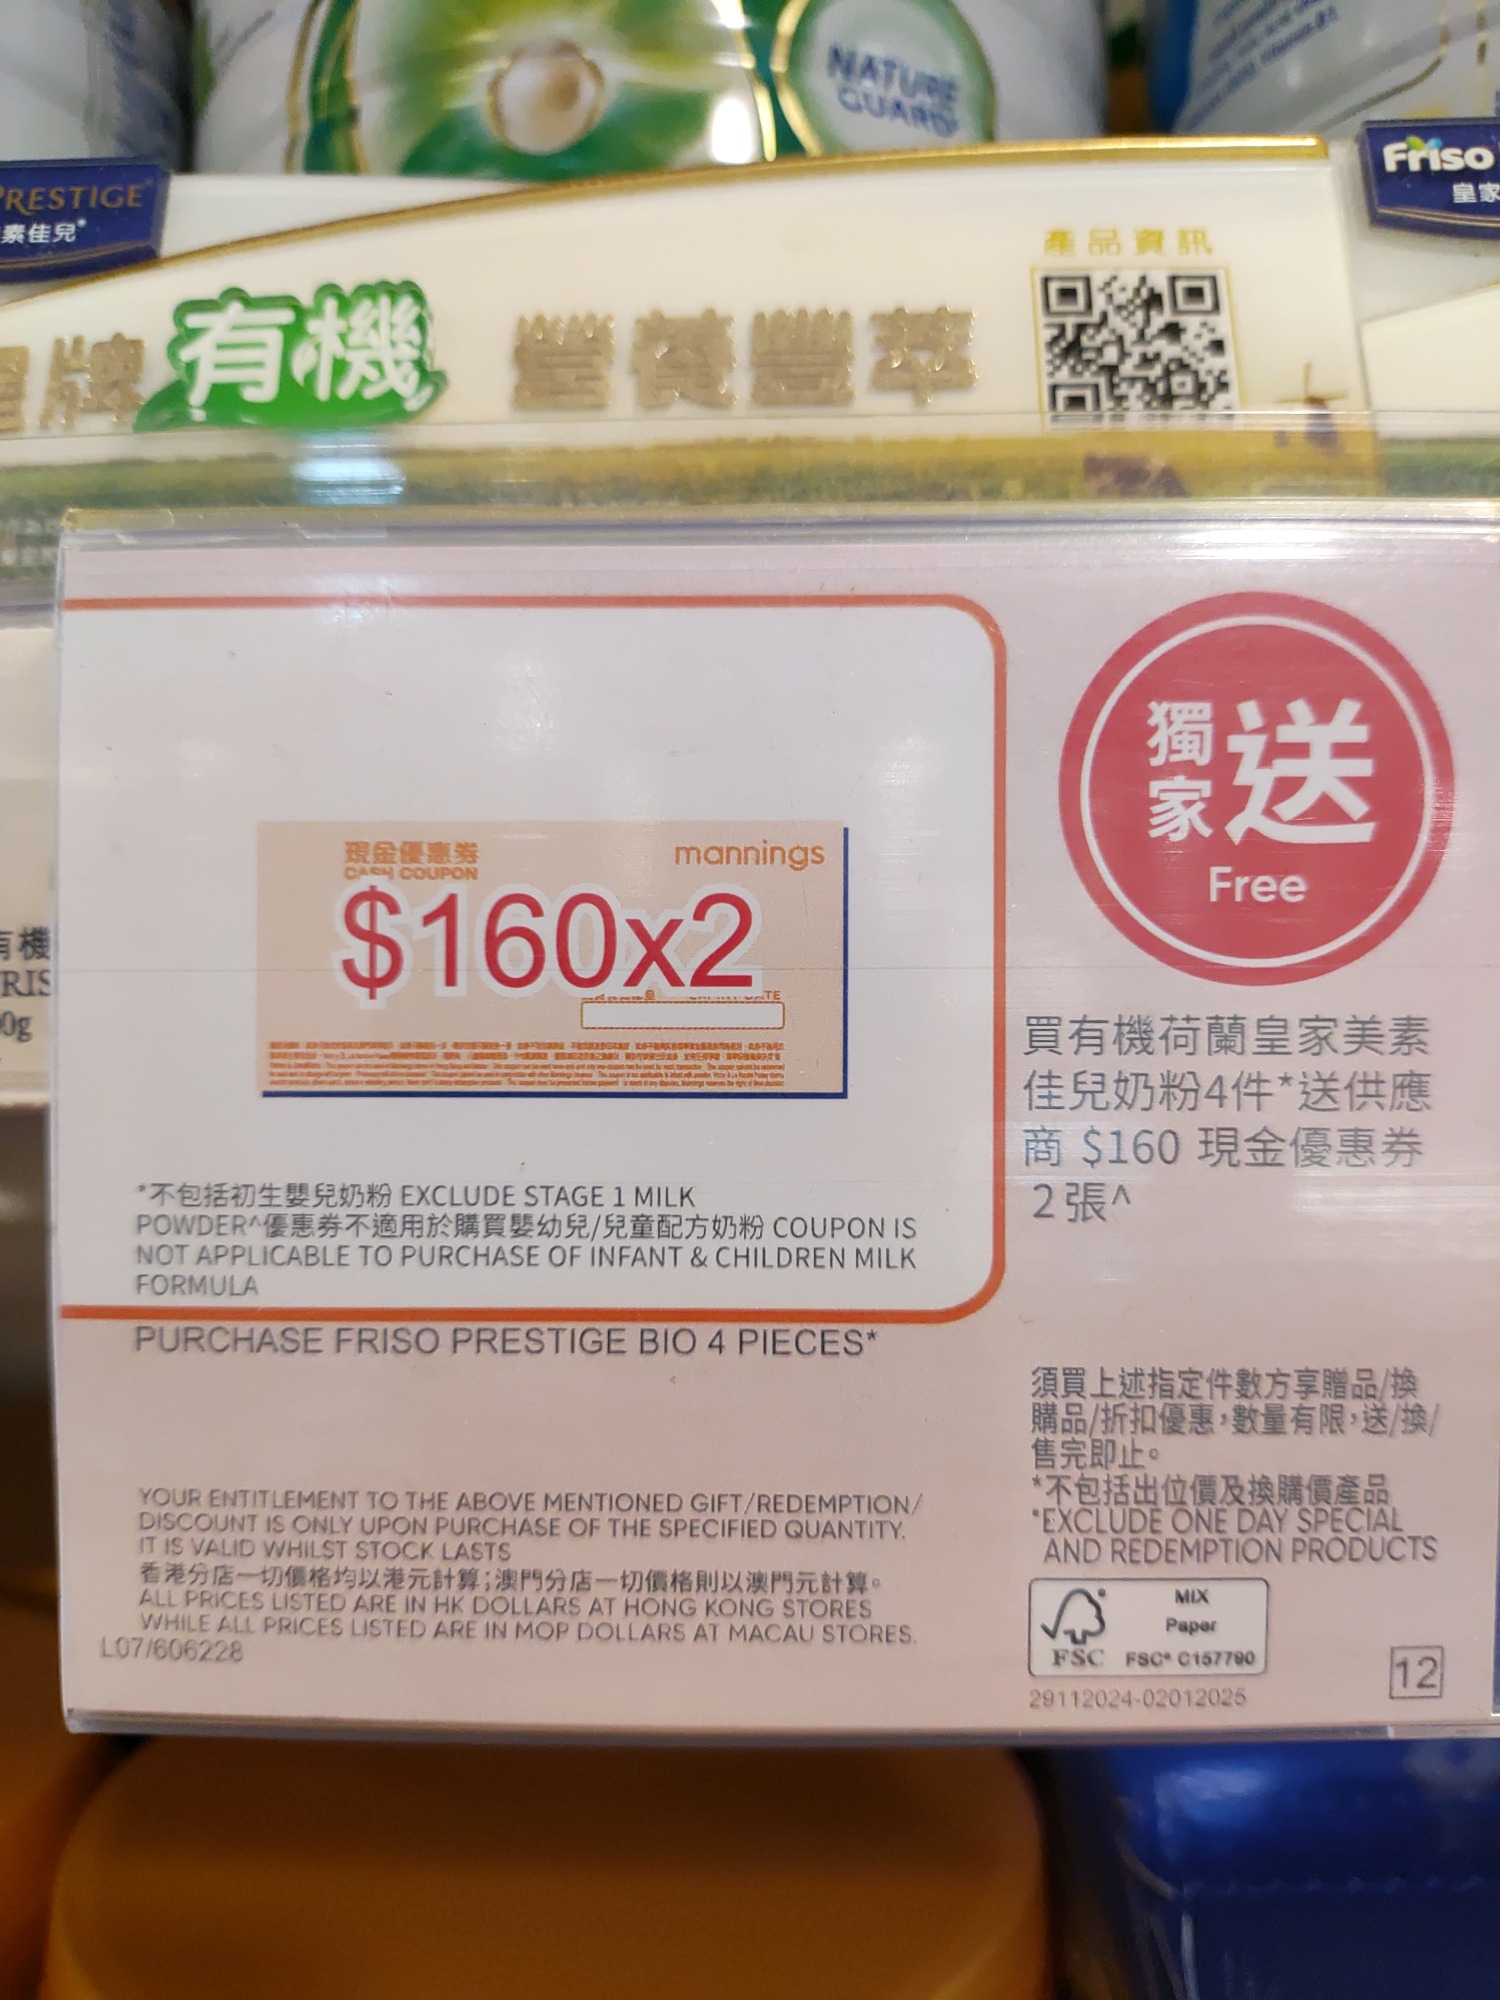 NATURE
GUARD
PRESTIGE
素佳兒
Friso
皇家
產品資訊
牌 有機 營養豐萃
有機
0g
獨家 送
Free
現金優惠券
CASH COUPON
mannings
$160x2
買有機荷蘭皇家美素
佳兒奶粉4件*送供應
商 $160 現金優惠券
2張^
*不包括初生嬰兒奶粉 EXCLUDE STAGE 1 MILK
POWDER^優惠券不適用於購買嬰幼兒/兒童配方奶粉 COUPON IS
NOT APPLICABLE TO PURCHASE OF INFANT & CHILDREN MILK
FORMULA
PURCHASE FRISO PRESTIGE BIO 4 PIECES*
須買上述指定件數方享贈品/換
購品/折扣優惠，數量有限，送/換/
售完即止。
*不包括出位價及換購價產品
*EXCLUDE ONE DAY SPECIAL
AND REDEMPTION PRODUCTS
YOUR ENTITLEMENT TO THE ABOVE MENTIONED GIFT/REDEMPTION/
DISCOUNT IS ONLY UPON PURCHASE OF THE SPECIFIED QUANTITY.
IT IS VALID WHILST STOCK LASTS
香港分店一切價格均以港元計算；澳門分店一切價格則以澳門元計算。
ALL PRICES LISTED ARE IN HK DOLLARS AT HONG KONG STORES
WHILE ALL PRICES LISTED ARE IN MOP DOLLARS AT MACAU STORES.
L07/606228
FSC
MIX
Paper
FSC® C157790
29112024-02012025
12